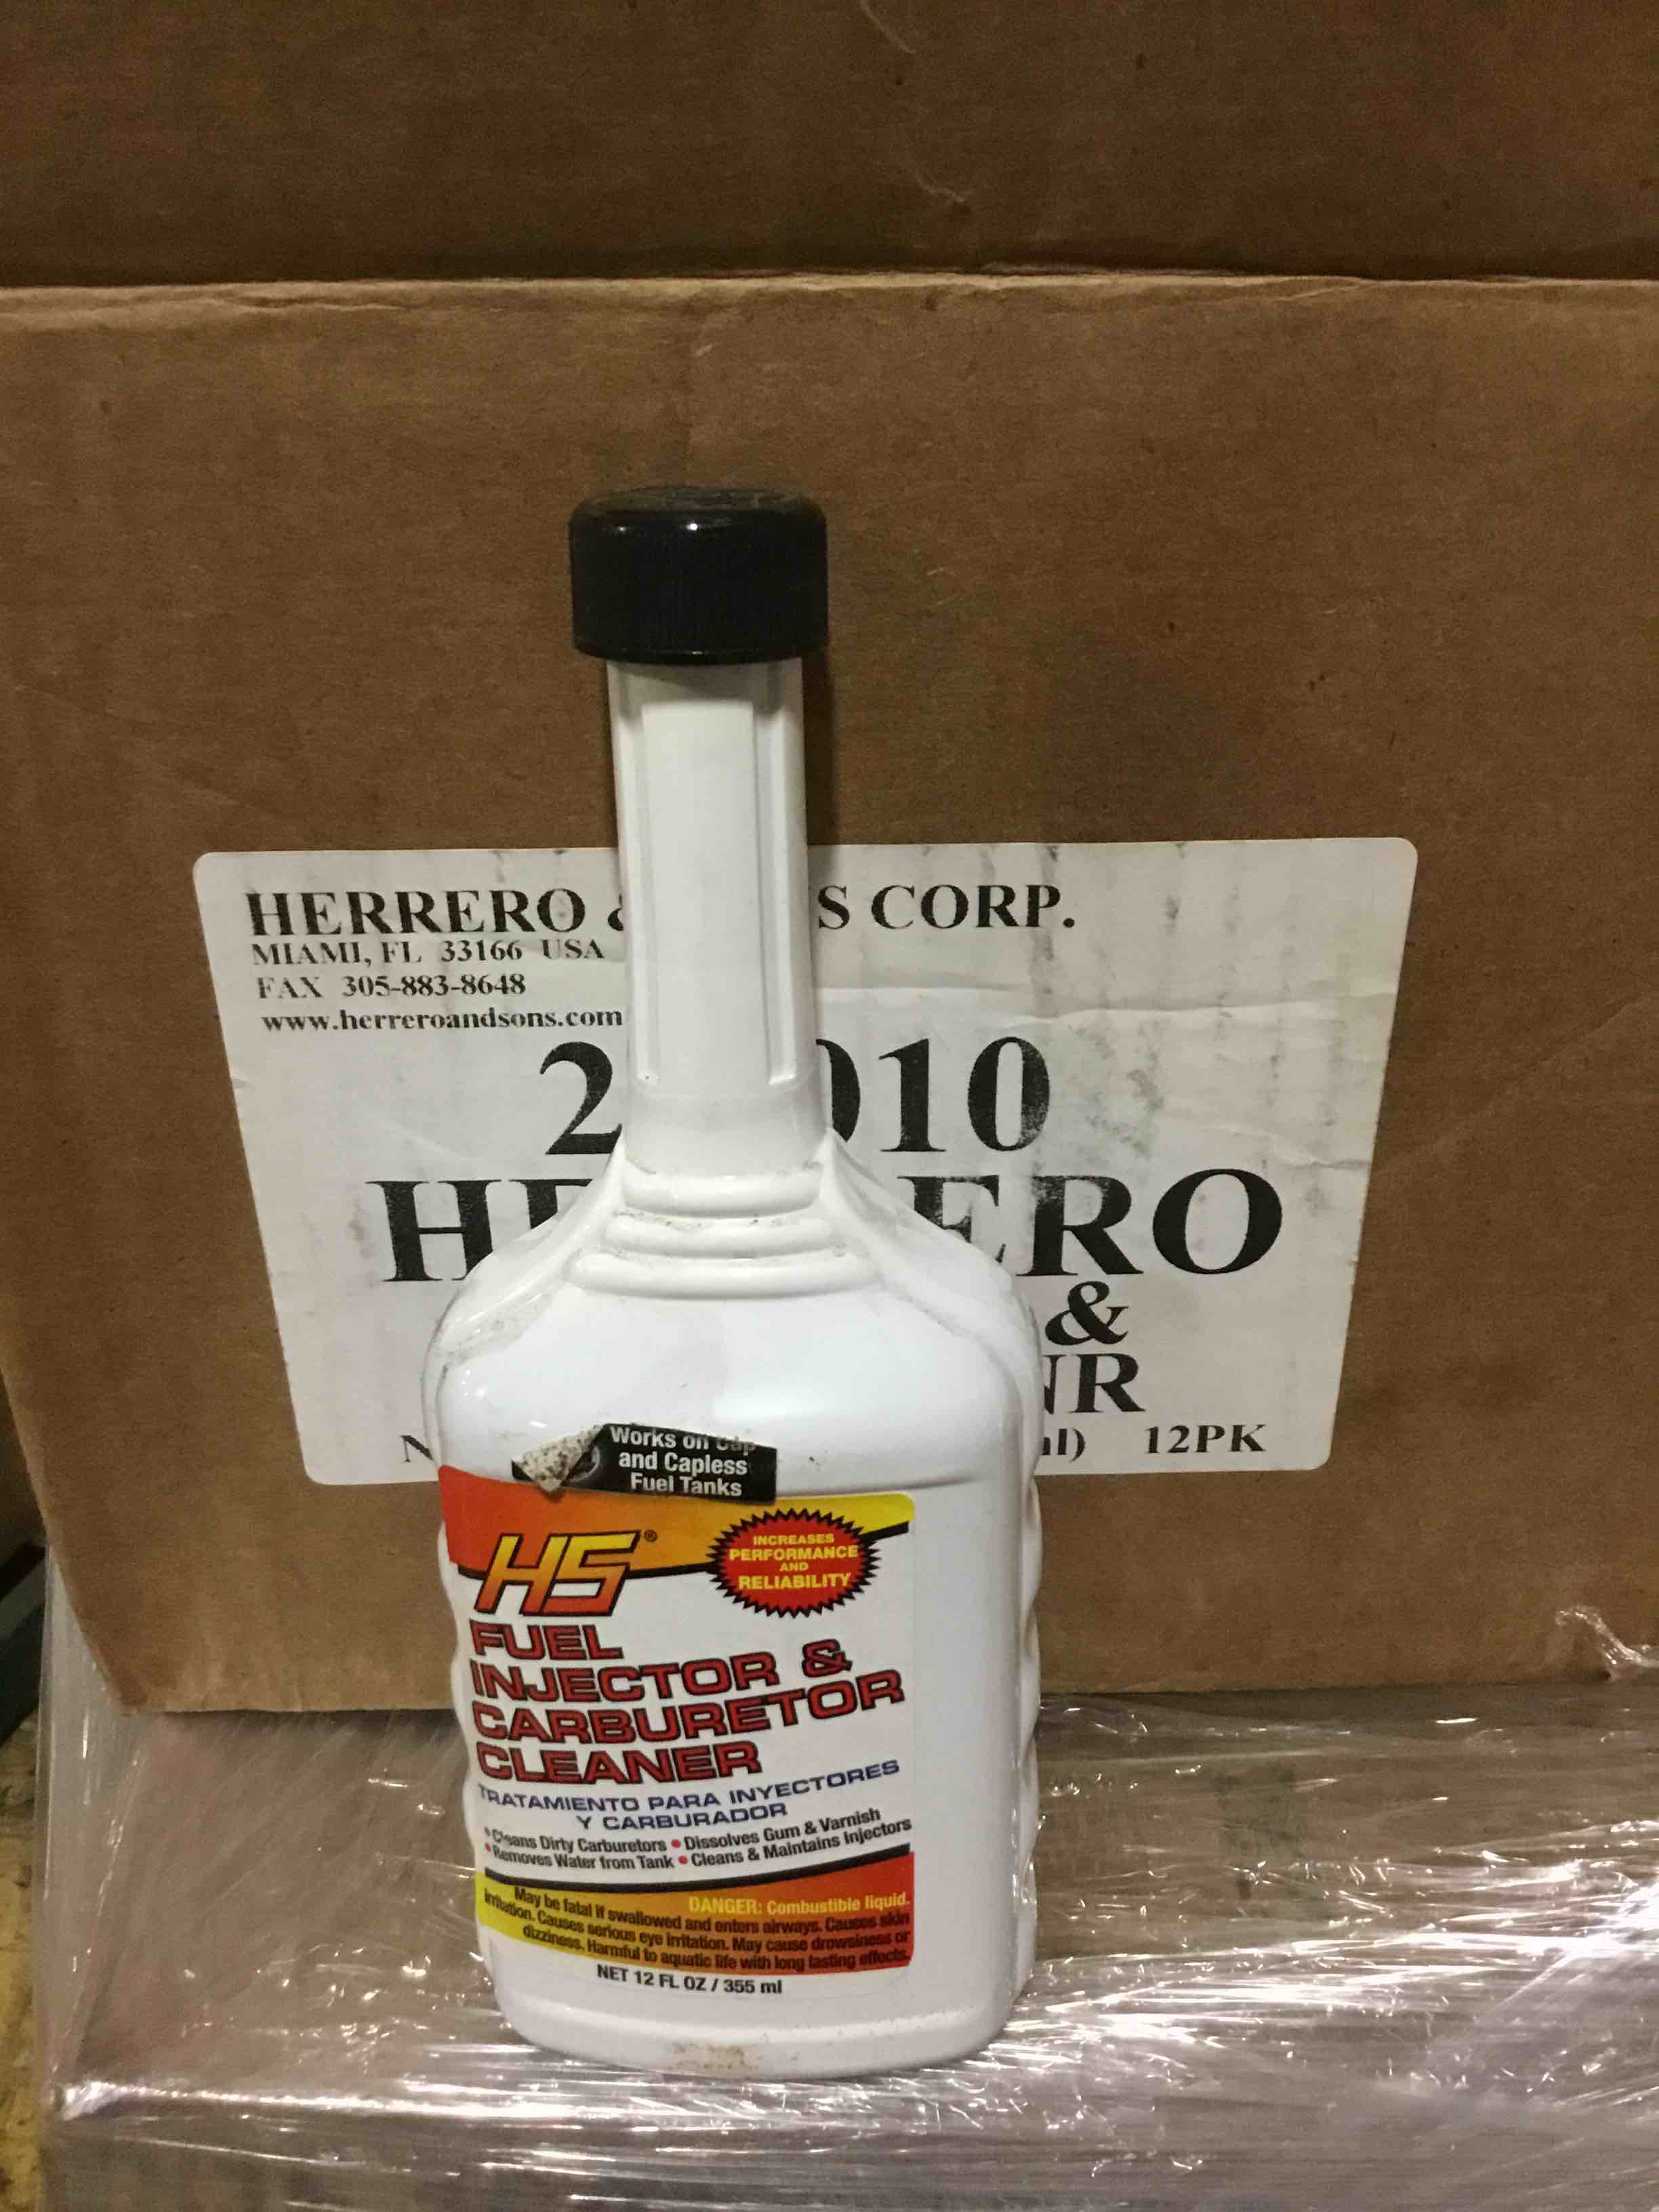 HERRERO & S CORP.
MIAMI, FL 33166 USA
FAX 305-883-8648
www.herreroandsons.com
2 010
HE ERO
&
NR
N ml) 12PK
Works on Cap
and Capless
Fuel Tanks
HS®
INCREASES
PERFORMANCE
AND
RELIABILITY
FUEL
INJECTOR &
CARBURETOR
CLEANER
TRATAMIENTO PARA INYECTORES
Y CARBURADOR
• Cleans Dirty Carburetors • Dissolves Gum & Varnish
• Removes Water from Tank • Cleans & Maintains Injectors
DANGER: Combustible liquid.
May be fatal if swallowed and enters airways. Causes skin
irritation. Causes serious eye irritation. May cause drowsiness or
dizziness. Harmful to aquatic life with long lasting effects.
NET 12 FL OZ / 355 ml